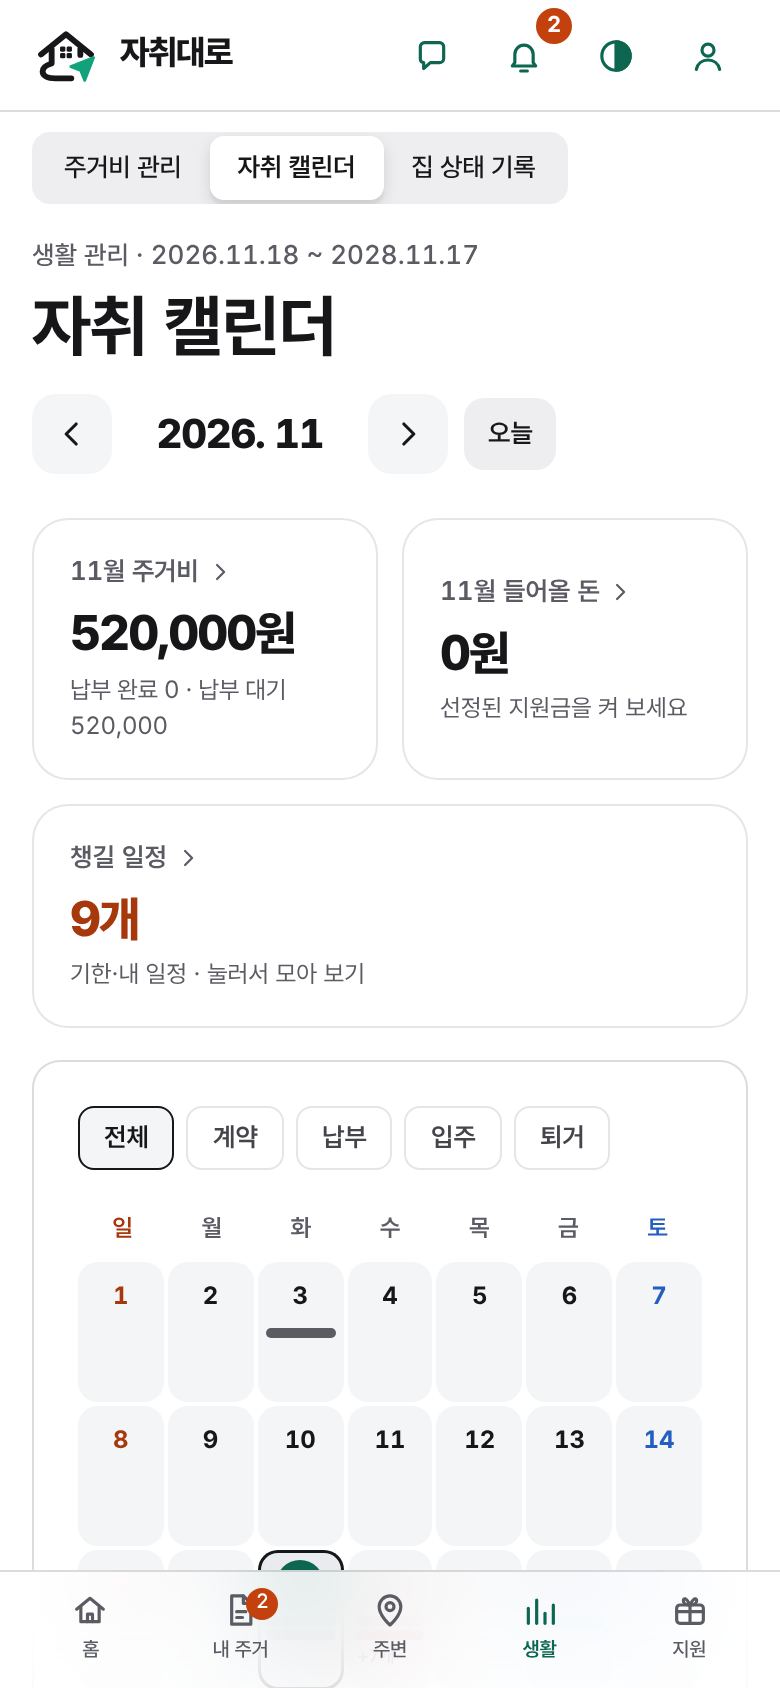 자취대로
2
주거비 관리
자취 캘린더
집 상태 기록
생활 관리 · 2026.11.18 ~ 2028.11.17
자취 캘린더
2026. 11
오늘
11월 주거비
520,000원
납부 완료 0 · 납부 대기
520,000
11월 들어올 돈
0원
선정된 지원금을 켜 보세요
챙길 일정
9개
기한·내 일정 · 눌러서 모아 보기
전체 계약 납부 입주 퇴거
일 월 화 수 목 금 토
1 2 3 4 5 6 7
8 9 10 11 12 13 14
2
홈 내 주거 주변 생활 지원